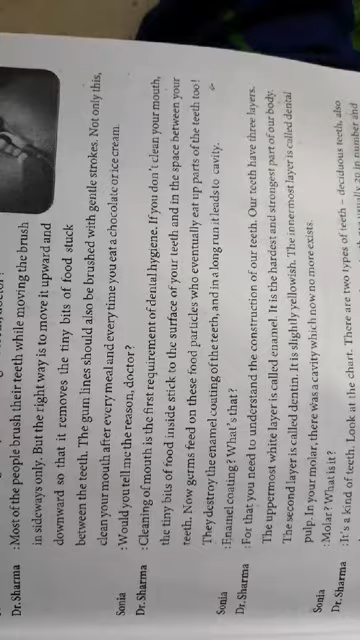 Dr. Sharma : Most of the people brush their teeth while moving the brush
in sideways only. But the right way is to move it upward and
downward so that it removes the tiny bits of food stuck
between the teeth. The gum lines should also be brushed with gentle strokes. Not only this,
clean your mouth after every meal and every time you eat a chocolate or ice cream.
Sonia : Would you tell me the reason, doctor?
Dr. Sharma : Cleaning of mouth is the first requirement of dental hygiene. If you don't clean your mouth,
the tiny bits of food inside stick to the surface of your teeth and in the space between your
teeth. Now germs feed on these food particles who eventually eat up parts of the teeth too!
They destroy the enamel coating of the teeth, and in a long run it leads to cavity.
Sonia : Enamel coating? What's that?
Dr. Sharma : For that you need to understand the construction of our teeth. Our teeth have three layers.
The uppermost white layer is called enamel. It is the hardest and strongest part of our body.
The second layer is called dentin. It is slightly yellowish. The innermost layer is called dental
pulp. In your molar, there was a cavity which now no more exists.
Sonia : Molar? What is it?
Dr. Sharma : It's a kind of teeth. Look at the chart. There are two types of teeth – deciduous teeth, also
usually 20 in number and